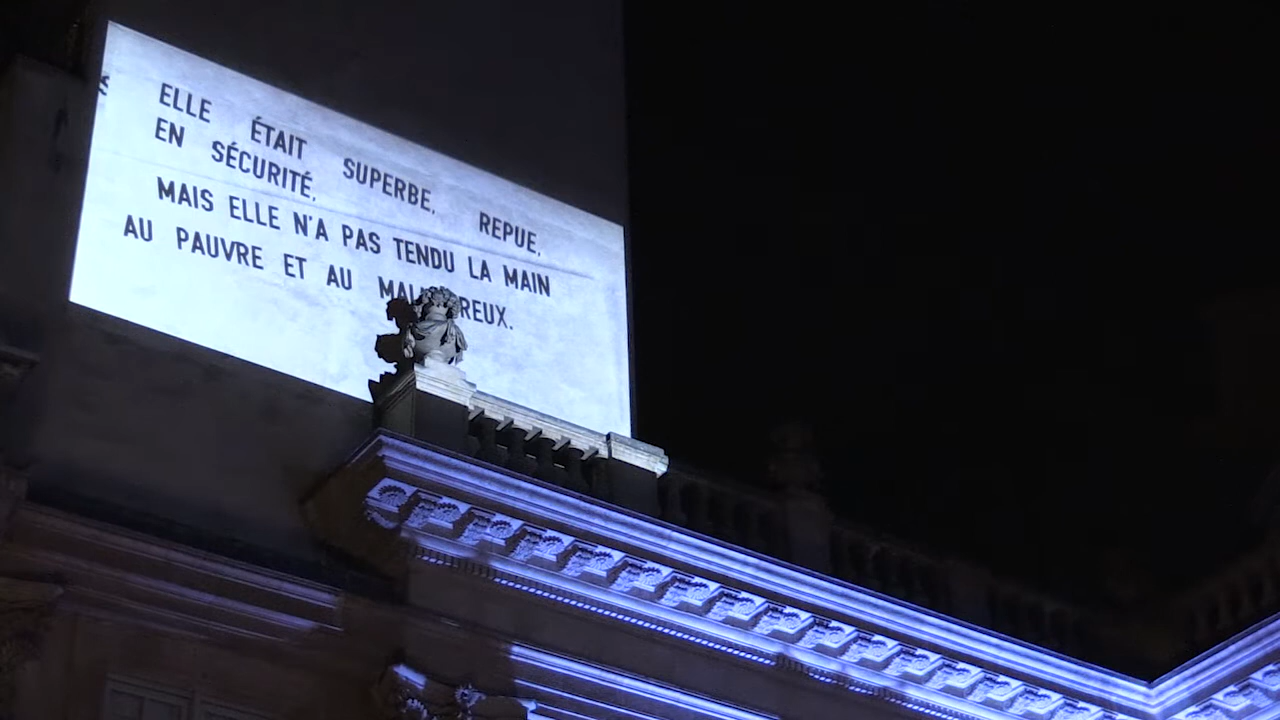 ELLE ÉTAIT SUPERBE, REPUE,
EN SÉCURITÉ,
MAIS ELLE N'A PAS TENDU LA MAIN
AU PAUVRE ET AU